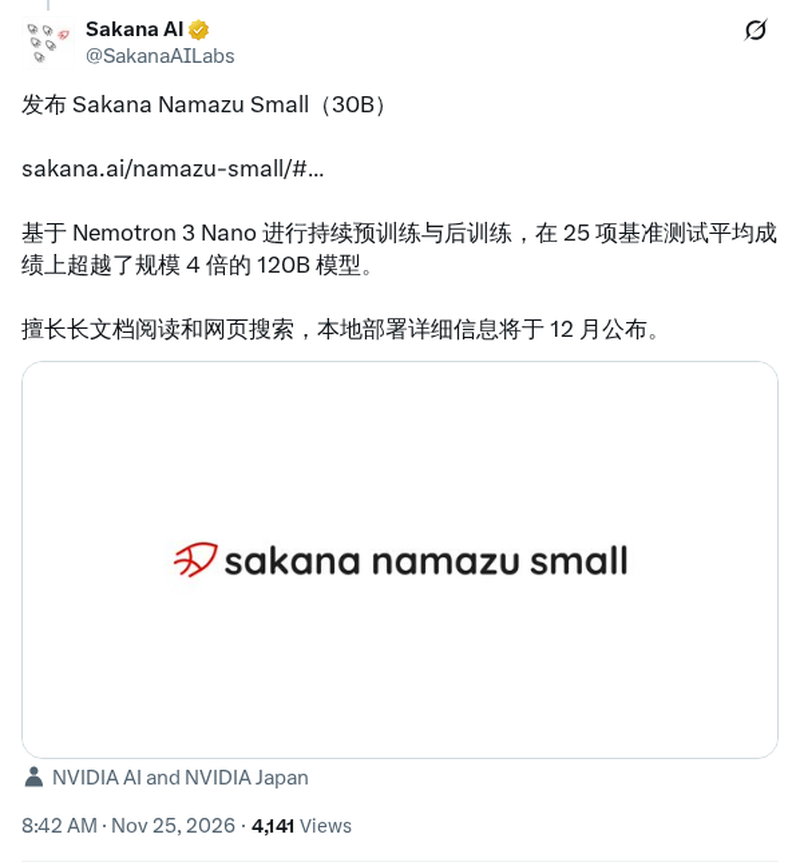 Sakana AI
@SakanaAILabs
发布 Sakana Namazu Small（30B）
sakana.ai/namazu-small/#...
基于 Nemotron 3 Nano 进行持续预训练与后训练，在 25 项基准测试平均成
绩上超越了规模 4 倍的 120B 模型。
擅长长文档阅读和网页搜索，本地部署详细信息将于 12 月公布。
sakana namazu small
NVIDIA AI and NVIDIA Japan
8:42 AM · Nov 25, 2026 · 4,141 Views